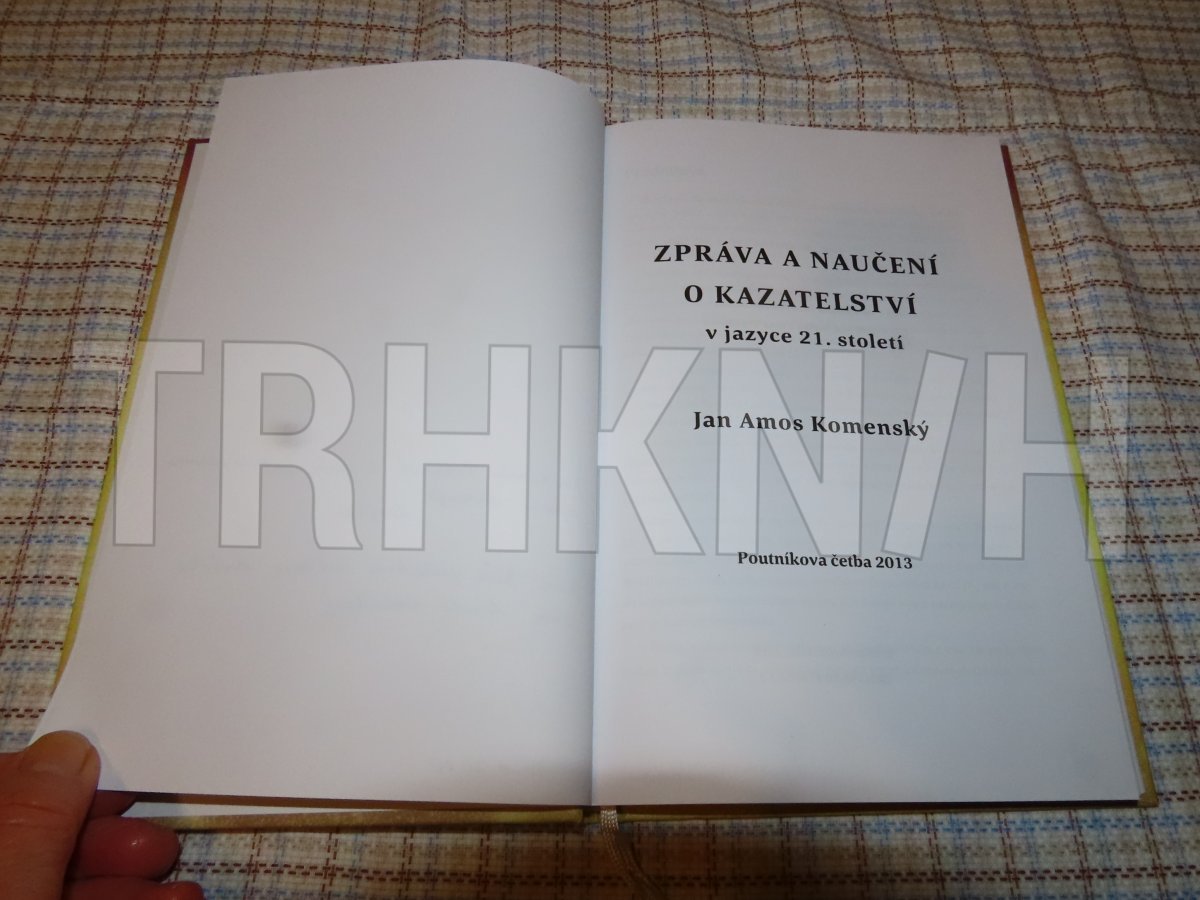 ZPRÁVA A NAUČENÍ
O KAZATELSTVÍ
v jazyce 21. století
Jan Amos Komenský
Poutníkova četba 2013
TRHKNIH